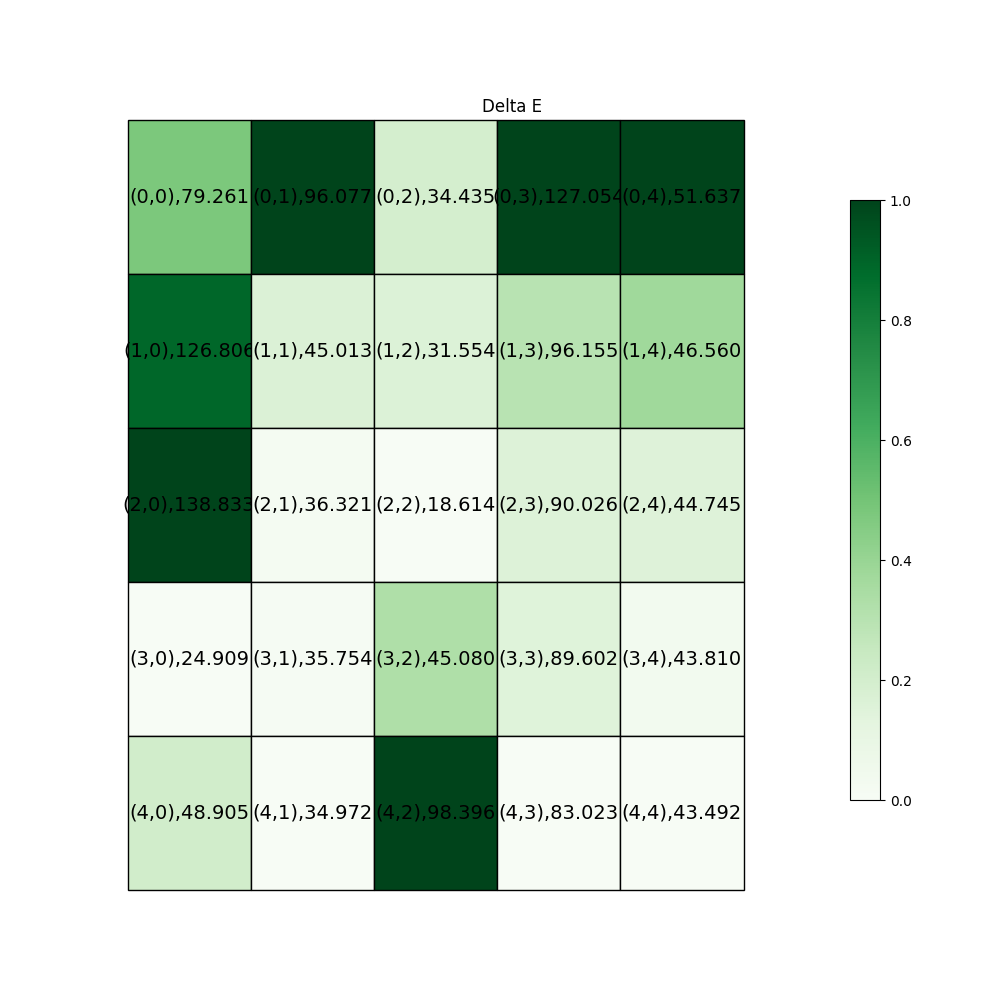 Delta E
(0,0),79.261 (0,1),96.077 (0,2),34.435 (0,3),127.054 (0,4),51.637
1.0
(1,0),126.806 (1,1),45.013 (1,2),31.554 (1,3),96.155 (1,4),46.560
0.8
(2,0),138.833 (2,1),36.321 (2,2),18.614 (2,3),90.026 (2,4),44.745
0.6
0.4
(3,0),24.909 (3,1),35.754 (3,2),45.080 (3,3),89.602 (3,4),43.810
0.2
0.0
(4,0),48.905 (4,1),34.972 (4,2),98.396 (4,3),83.023 (4,4),43.492